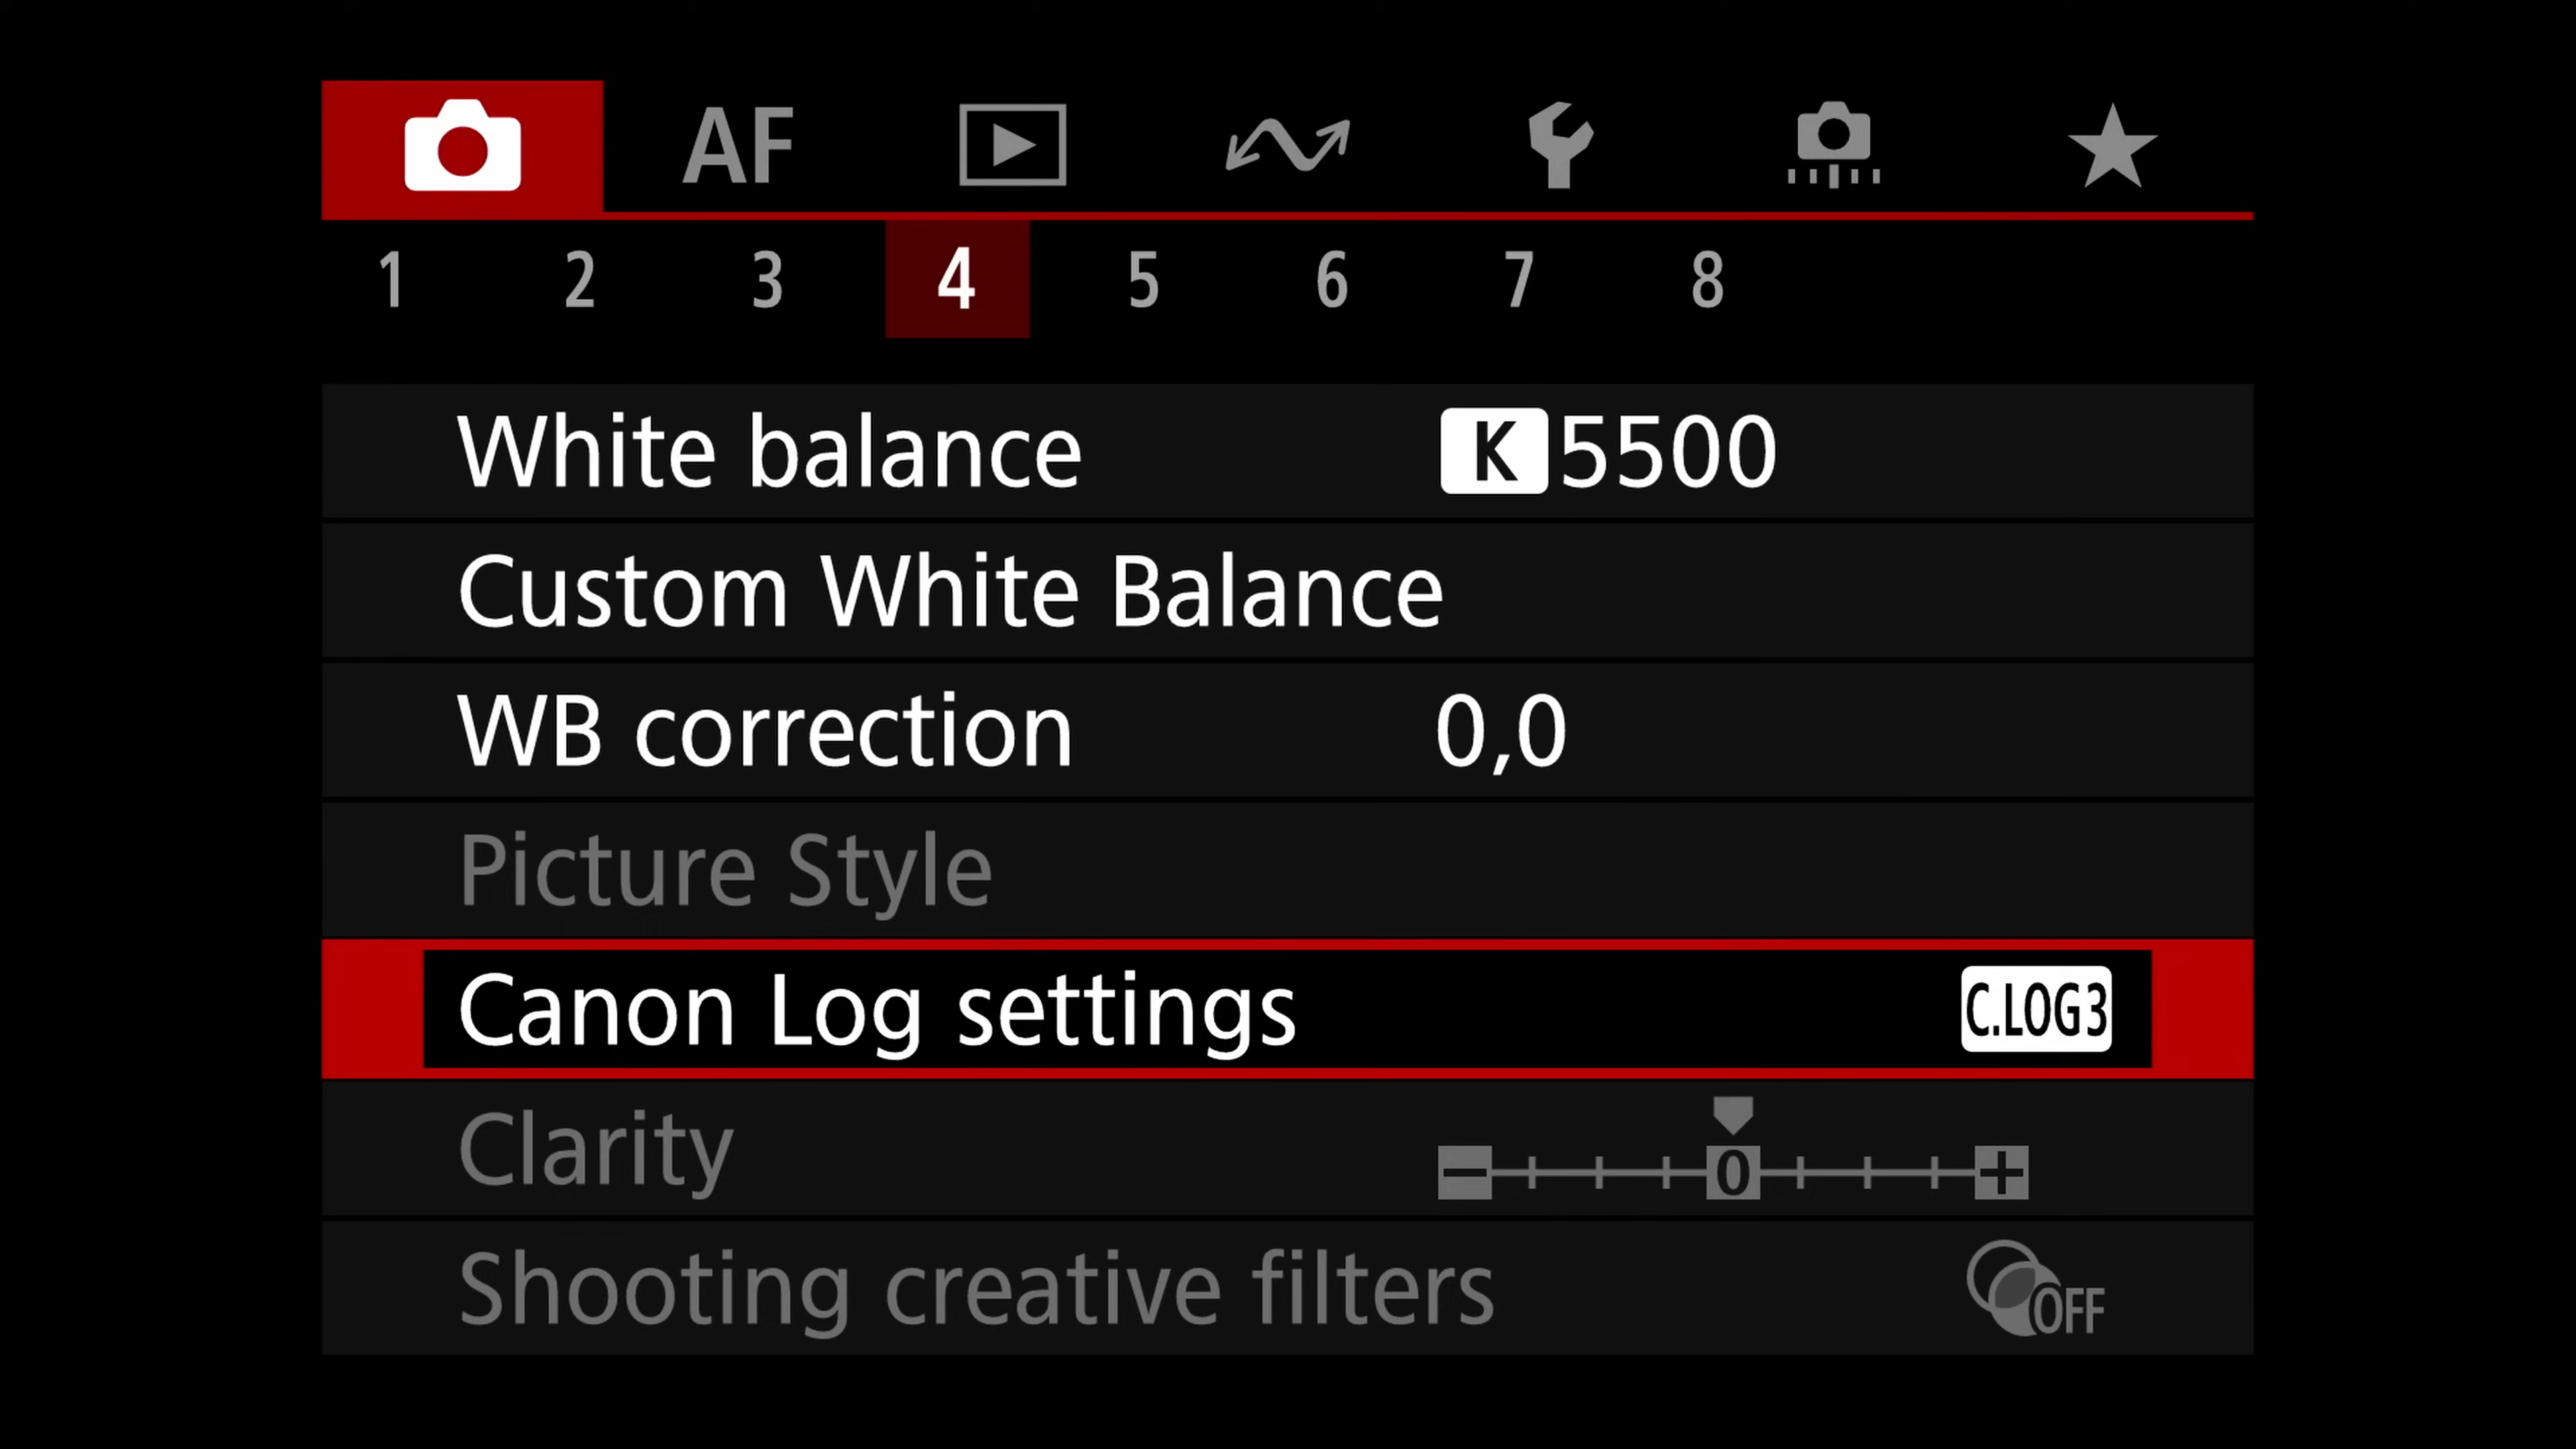 AF
1 2 3 4 5 6 7 8
White balance K 5500
Custom White Balance
WB correction 0,0
Picture Style
Canon Log settings C.LOG3
Clarity − 0 +
Shooting creative filters OFF